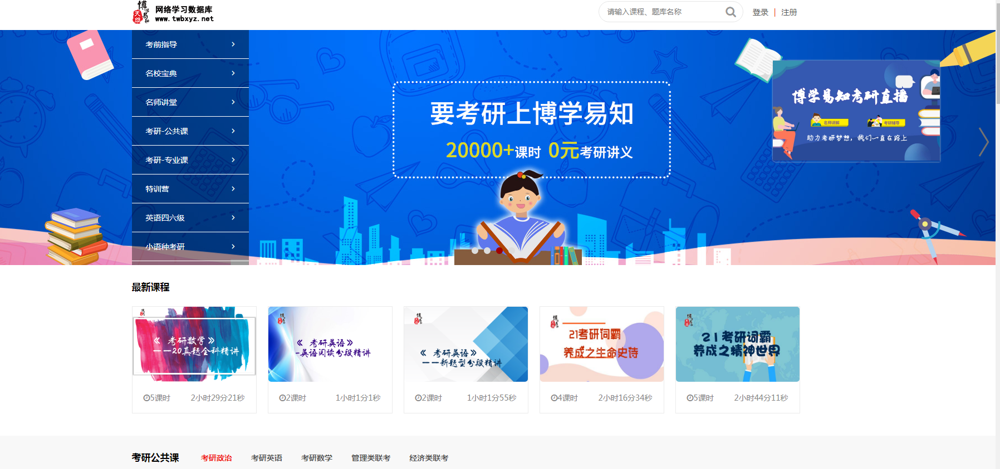 博学易知
天问
网络学习数据库
www.twbxyz.net
请输入课程、题库名称
登录 | 注册
考前指导
名校宝典
名师讲堂
考研-公共课
考研-专业课
特训营
英语四六级
小语种考研
要考研上博学易知
20000+课时 0元考研讲义
博学易知考研直播
名师讲解
考研辅导
助力考研梦想，我们一直在路上
最新课程
《考研数学》
——20真题全科精讲
5课时 2小时29分21秒
《考研英语》
-英语阅读分段精讲
2课时 1小时1分1秒
《考研英语》
——新题型分段精讲
2课时 1小时1分55秒
21考研词霸
养成之生命史诗
4课时 2小时16分34秒
21考研词霸
养成之精神世界
5课时 2小时44分11秒
考研公共课 考研政治 考研英语 考研数学 管理类联考 经济类联考